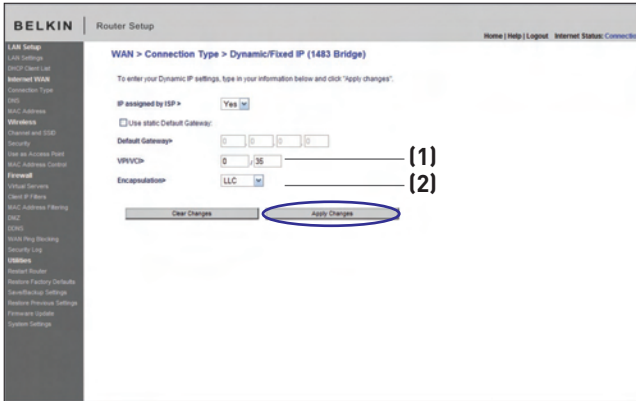 BELKIN Router Setup
Home | Help | Logout Internet Status: Connectio
LAN Setup
LAN Settings
DHCP Client List
Internet WAN
Connection Type
DNS
MAC Address
Wireless
Channel and SSID
Security
Use as Access Point
MAC Address Control
Firewall
Virtual Servers
Client IP Filters
MAC Address Filtering
DMZ
DDNS
WAN Ping Blocking
Security Log
Utilities
Restart Router
Restore Factory Defaults
Save/Backup Settings
Restore Previous Settings
Firmware Update
System Settings
WAN > Connection Type > Dynamic/Fixed IP (1483 Bridge)
To enter your Dynamic IP settings, type in your information below and click "Apply changes".
IP assigned by ISP > Yes
Use static Default Gateway:
Default Gateway> 0 . 0 . 0 . 0
VPI/VCI> 0 / 35 (1)
Encapsulation> LLC (2)
Clear Changes Apply Changes